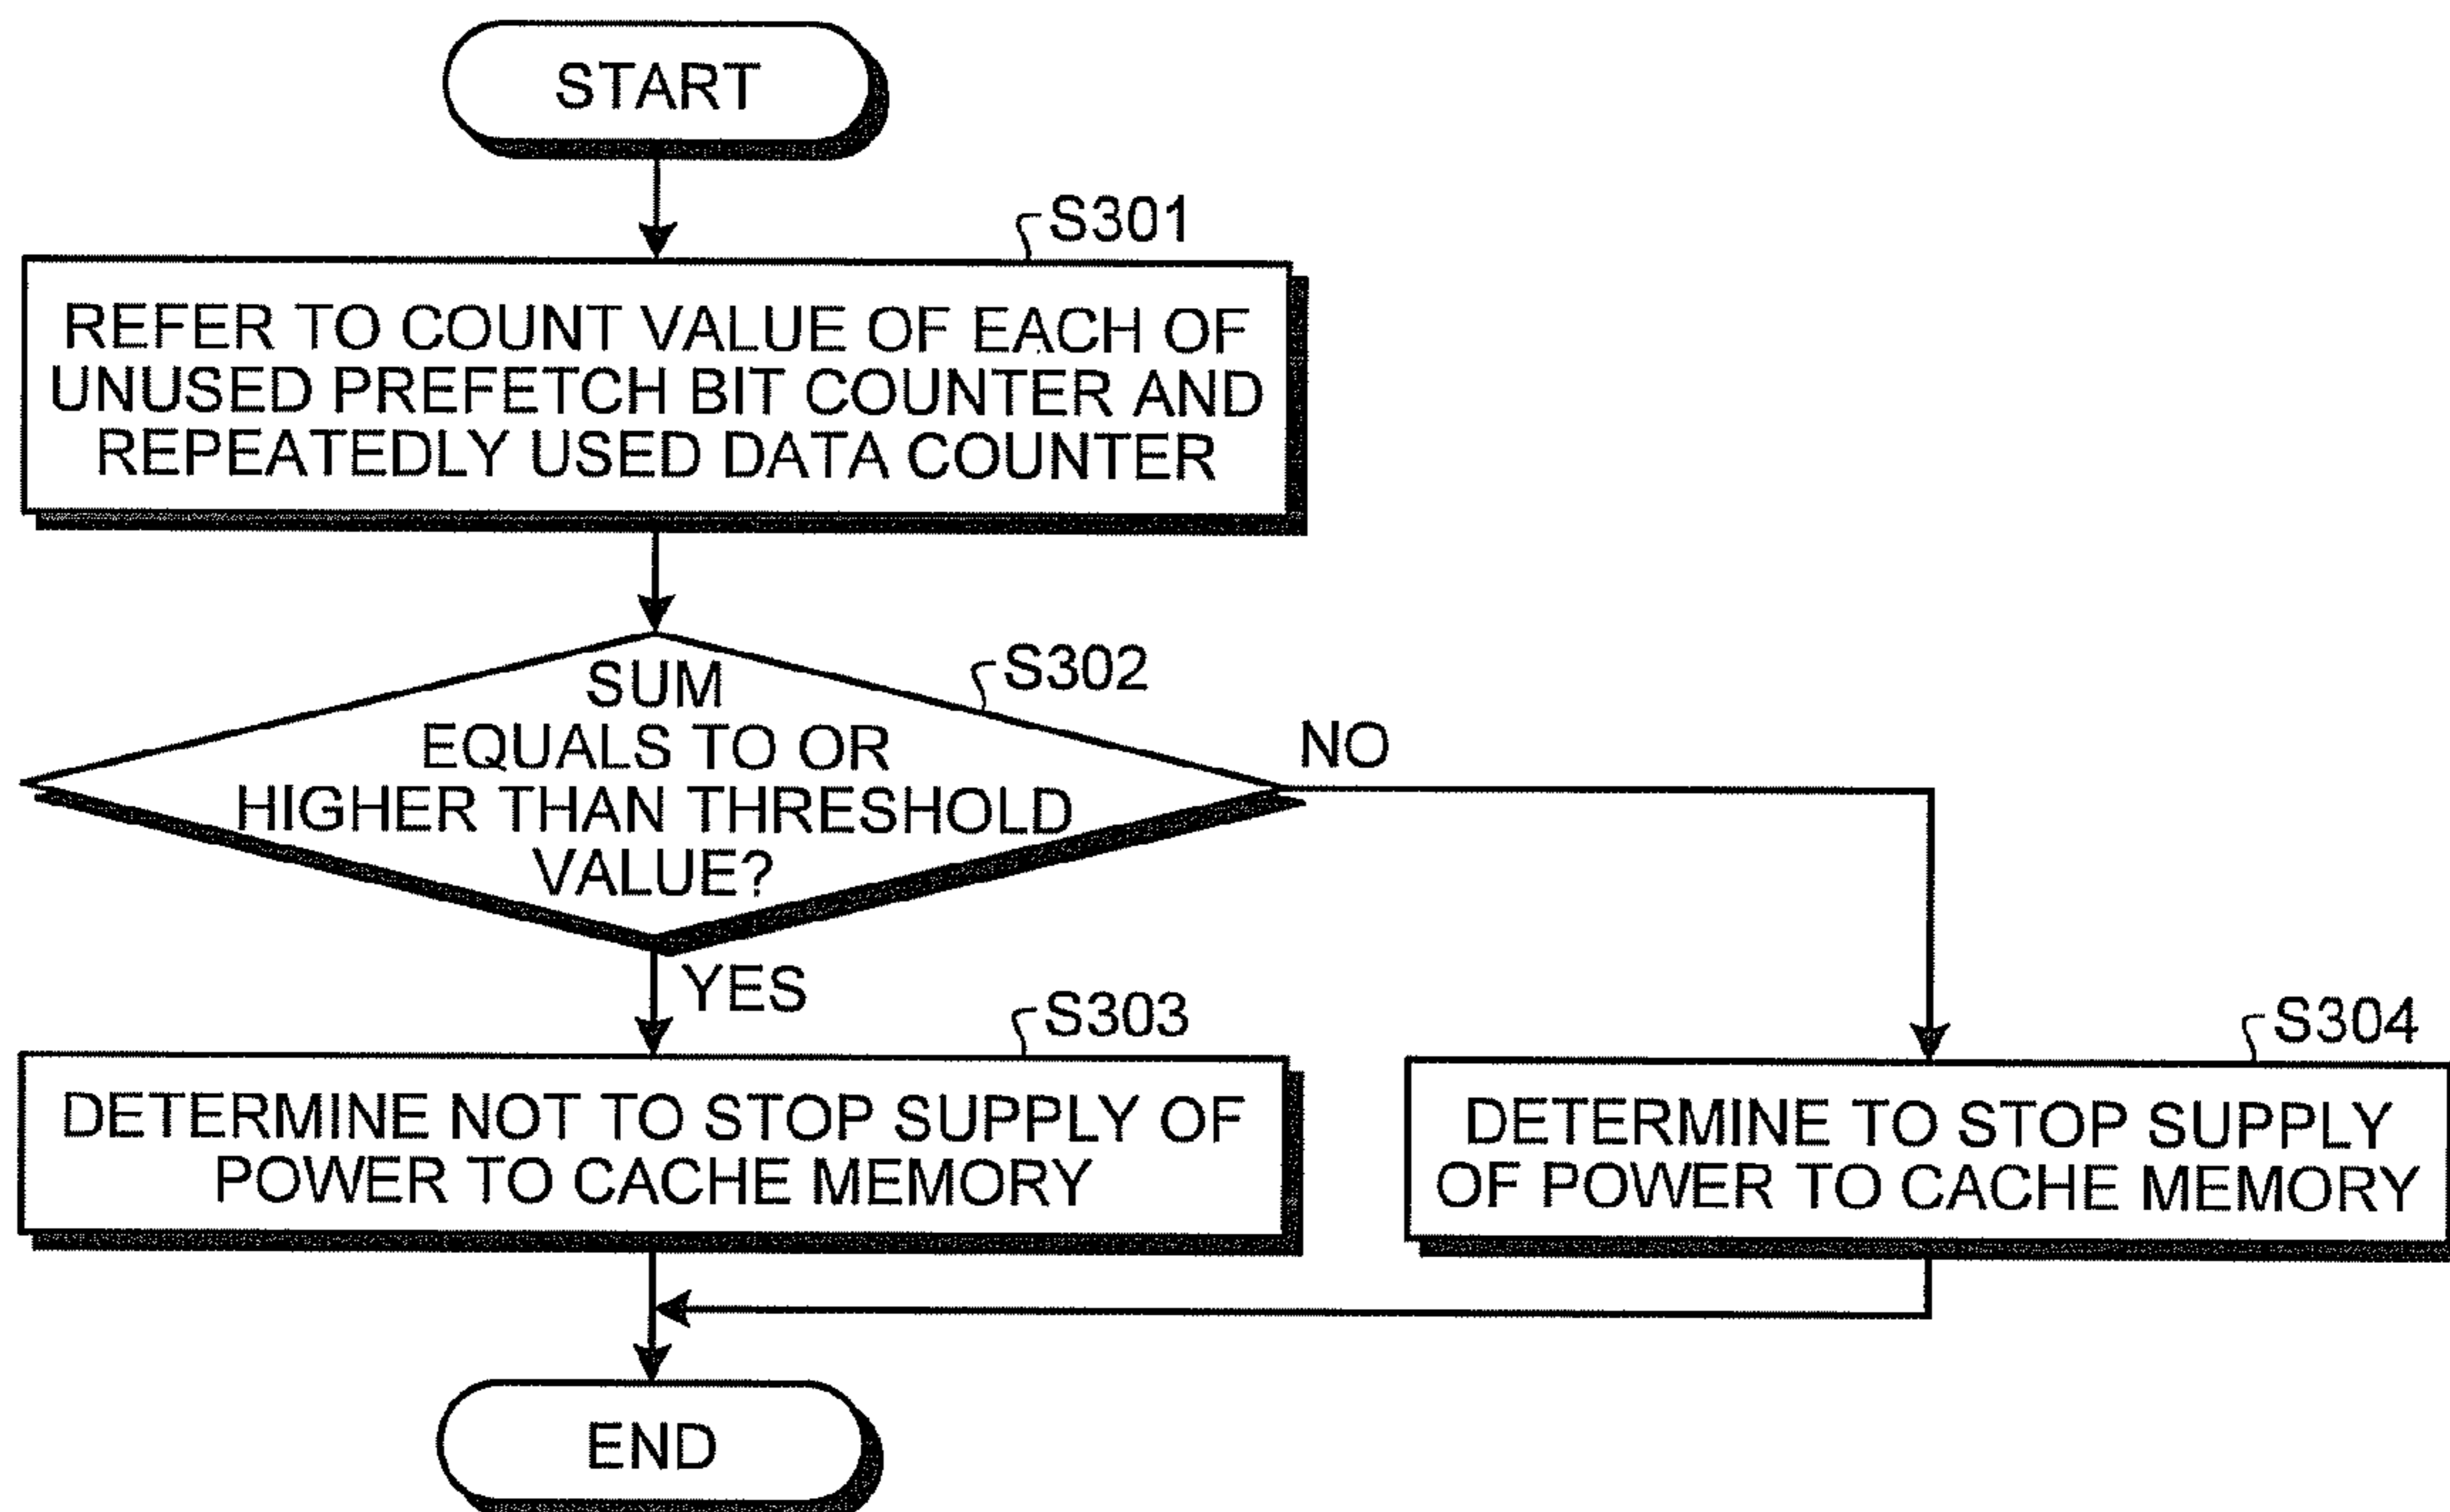 START
S301
REFER TO COUNT VALUE OF EACH OF
UNUSED PREFETCH BIT COUNTER AND
REPEATEDLY USED DATA COUNTER
S302
SUM
EQUALS TO OR
HIGHER THAN THRESHOLD
VALUE?
NO
YES
S303
DETERMINE NOT TO STOP SUPPLY OF
POWER TO CACHE MEMORY
S304
DETERMINE TO STOP SUPPLY
OF POWER TO CACHE MEMORY
END